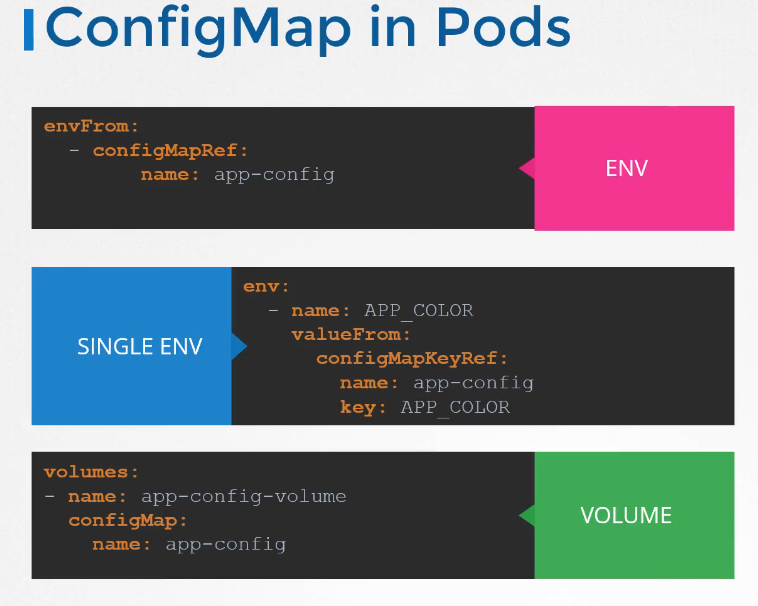 ConfigMap in Pods
envFrom:
  - configMapRef:
        name: app-config
ENV
SINGLE ENV
env:
  - name: APP_COLOR
    valueFrom:
      configMapKeyRef:
        name: app-config
        key: APP_COLOR
volumes:
- name: app-config-volume
  configMap:
    name: app-config
VOLUME